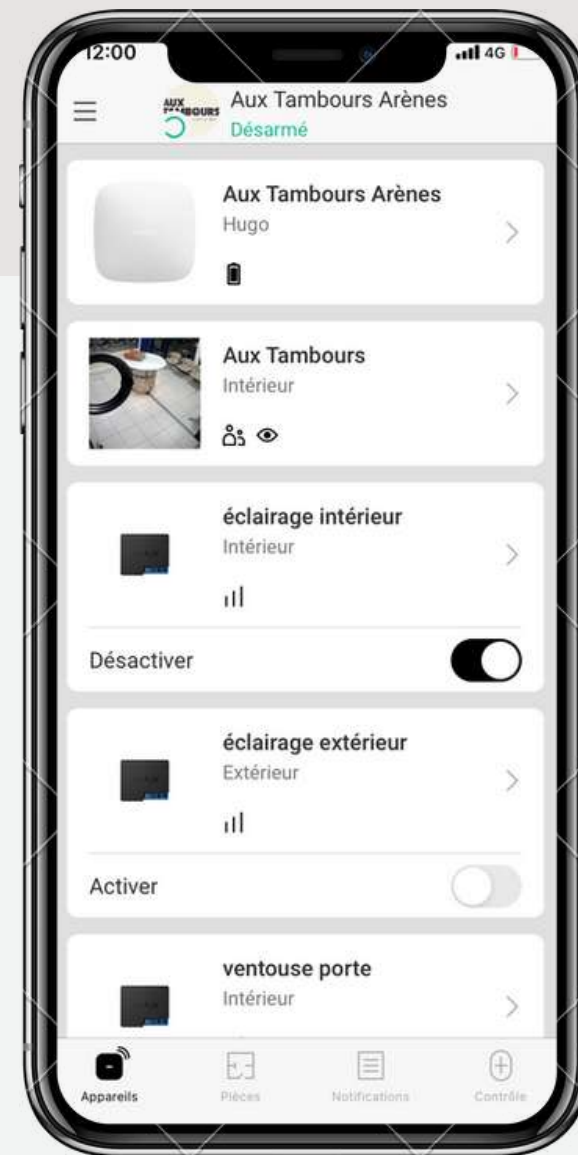 12:00
4G
AUX
TAMBOURS
Aux Tambours Arènes
Désarmé
Aux Tambours Arènes
Hugo
Aux Tambours
Intérieur
éclairage intérieur
Intérieur
Désactiver
éclairage extérieur
Extérieur
Activer
ventouse porte
Intérieur
Appareils
Pièces
Notifications
Contrôle